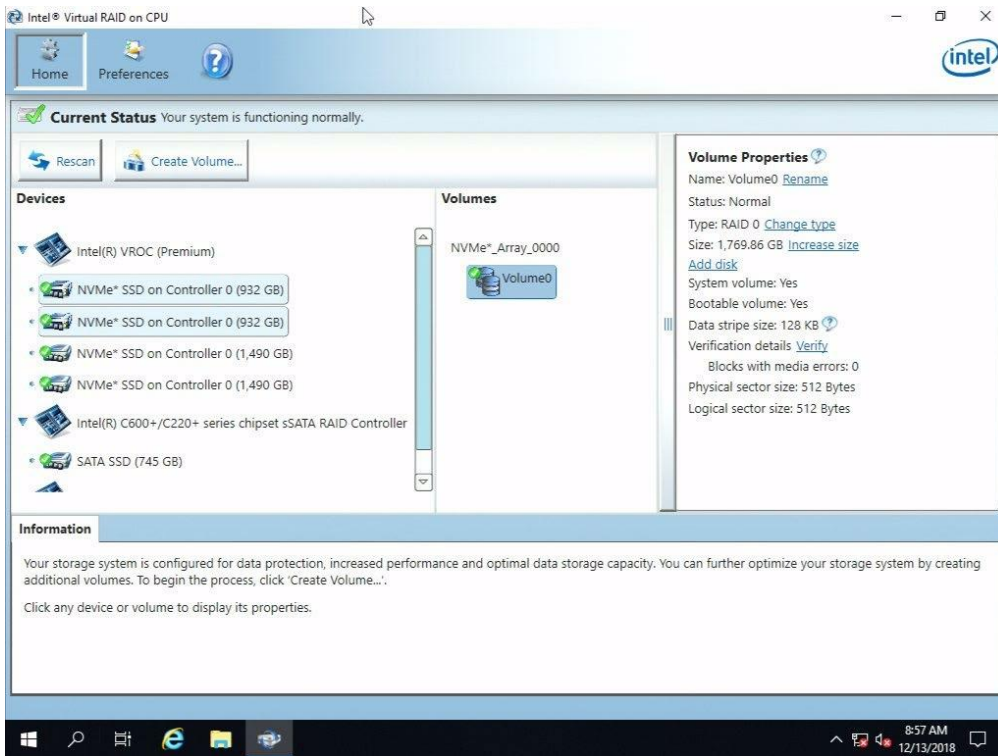 Intel® Virtual RAID on CPU
Home
Preferences
?
intel
Current Status Your system is functioning normally.
Rescan
Create Volume...
Devices
Intel(R) VROC (Premium)
NVMe* SSD on Controller 0 (932 GB)
NVMe* SSD on Controller 0 (932 GB)
NVMe* SSD on Controller 0 (1,490 GB)
NVMe* SSD on Controller 0 (1,490 GB)
Intel(R) C600+/C220+ series chipset sSATA RAID Controller
SATA SSD (745 GB)
Volumes
NVMe*_Array_0000
Volume0
Volume Properties ?
Name: Volume0 Rename
Status: Normal
Type: RAID 0 Change type
Size: 1,769.86 GB Increase size
Add disk
System volume: Yes
Bootable volume: Yes
Data stripe size: 128 KB ?
Verification details Verify
Blocks with media errors: 0
Physical sector size: 512 Bytes
Logical sector size: 512 Bytes
Information
Your storage system is configured for data protection, increased performance and optimal data storage capacity. You can further optimize your storage system by creating
additional volumes. To begin the process, click 'Create Volume...'.
Click any device or volume to display its properties.
8:57 AM
12/13/2018